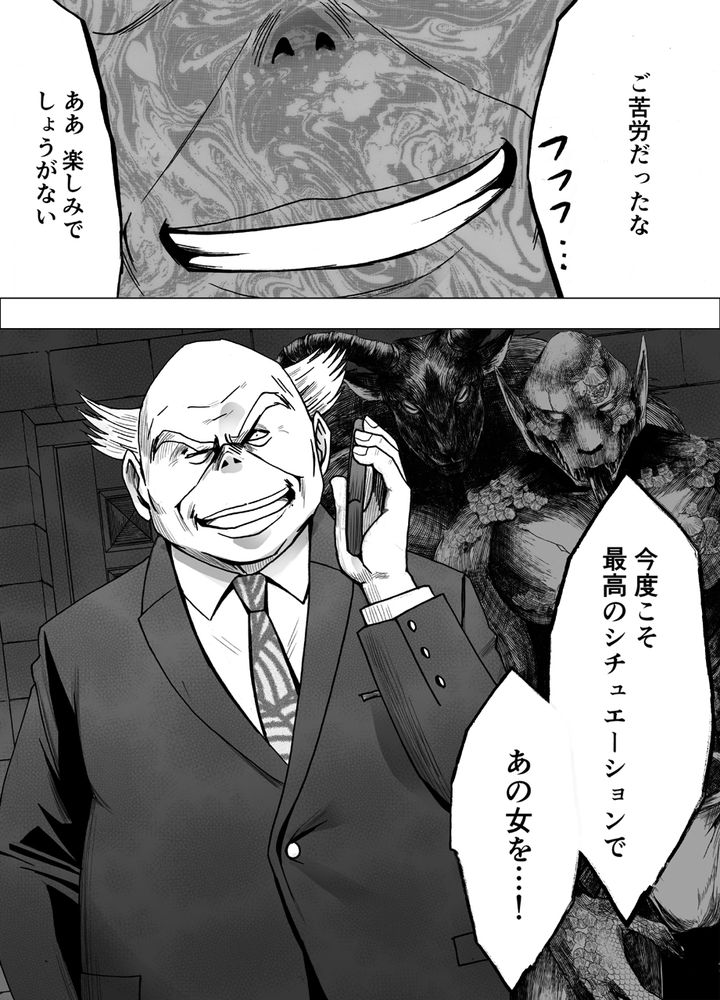 ご苦労だったな
フフフ…
ああ 楽しみで
しょうがない
今度こそ
最高のシチュエーションで
あの女を…!